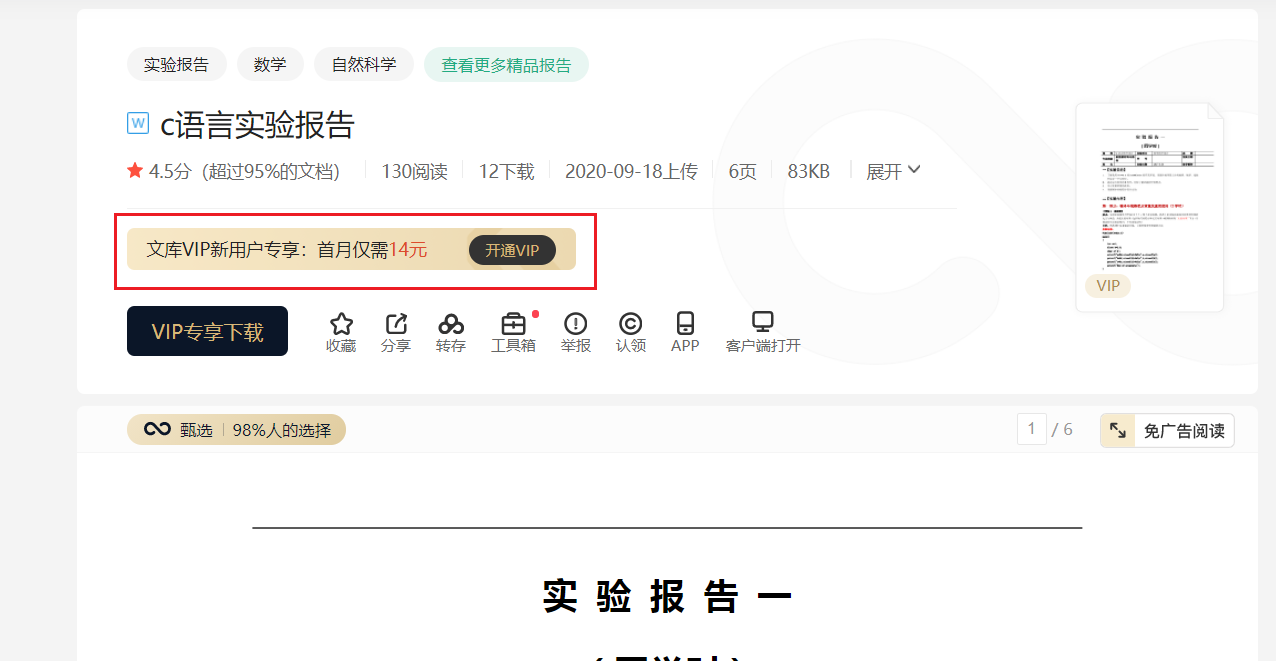 实验报告 数学 自然科学 查看更多精品报告
W c语言实验报告
4.5分（超过95%的文档） 130阅读 12下载 2020-09-18上传 6页 83KB 展开
文库VIP新用户专享：首月仅需14元 开通VIP
VIP
VIP专享下载 收藏 分享 转存 工具箱 举报 认领 APP 客户端打开
甄选 98%人的选择 1 / 6 免广告阅读
实 验 报 告 一